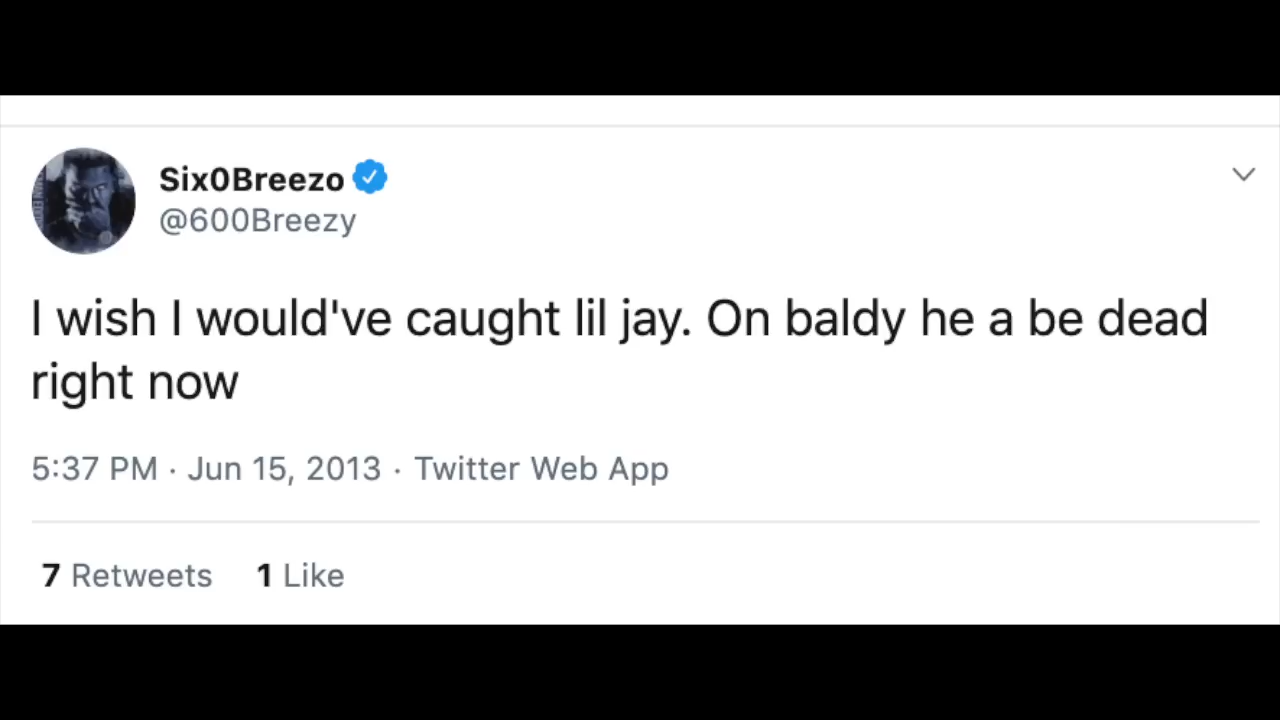 Six0Breezo
@600Breezy
I wish I would've caught lil jay. On baldy he a be dead
right now
5:37 PM · Jun 15, 2013 · Twitter Web App
7 Retweets 1 Like